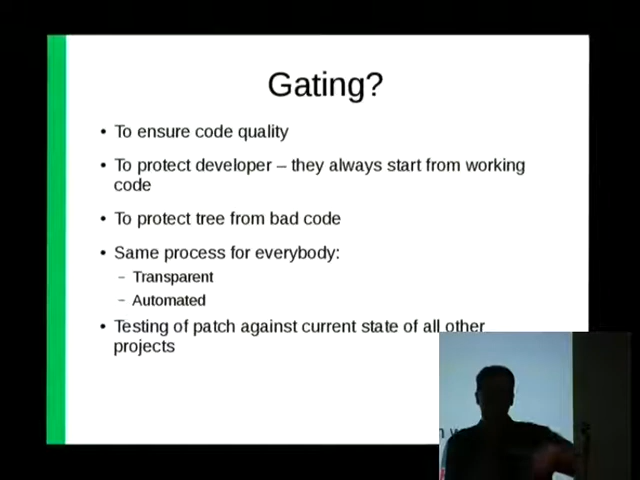 Gating?
• To ensure code quality
• To protect developer – they always start from working
code
• To protect tree from bad code
• Same process for everybody:
– Transparent
– Automated
• Testing of patch against current state of all other
projects